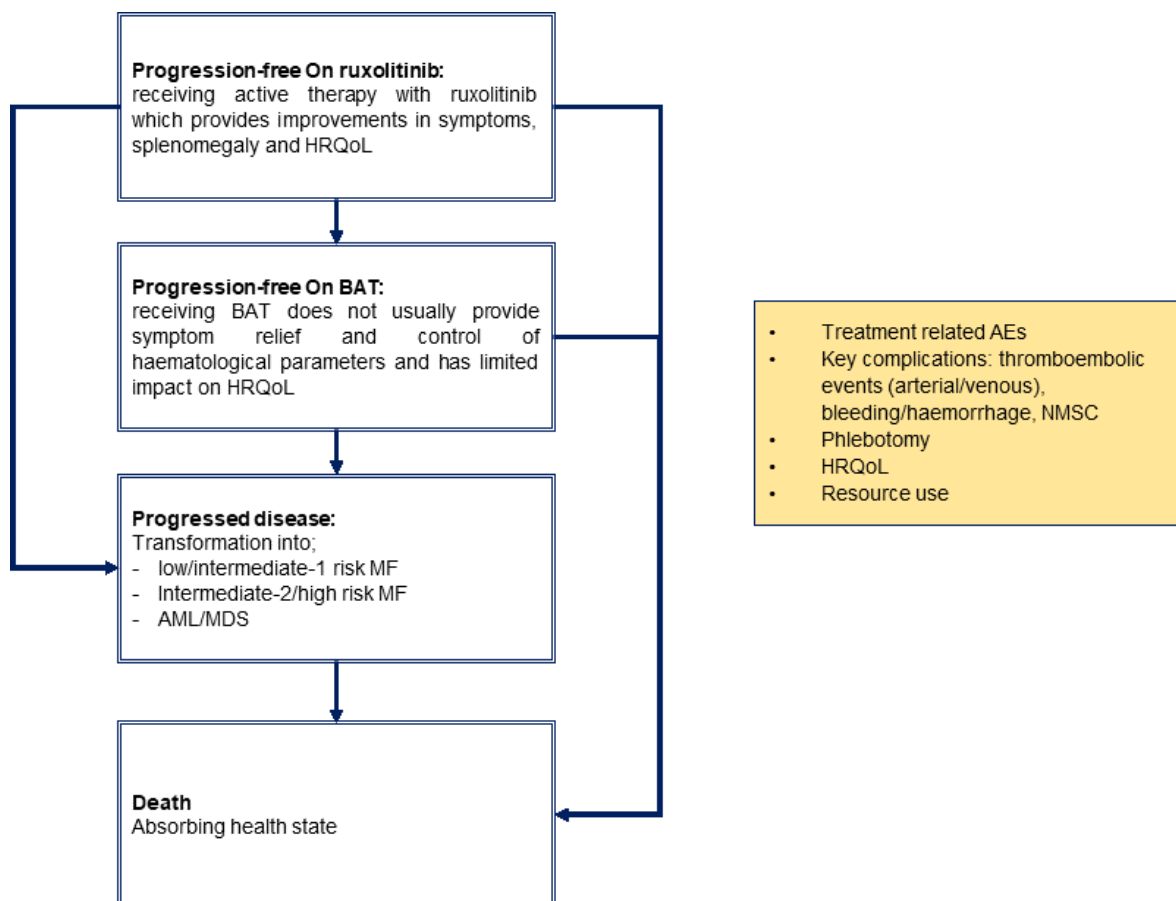 Progression-free On ruxolitinib:
receiving active therapy with ruxolitinib
which provides improvements in symptoms,
splenomegaly and HRQoL
Progression-free On BAT:
receiving BAT does not usually provide
symptom relief and control of
haematological parameters and has limited
impact on HRQoL
• Treatment related AEs
• Key complications: thromboembolic
events (arterial/venous),
bleeding/haemorrhage, NMSC
• Phlebotomy
• HRQoL
• Resource use
Progressed disease:
Transformation into;
- low/intermediate-1 risk MF
- Intermediate-2/high risk MF
- AML/MDS
Death
Absorbing health state